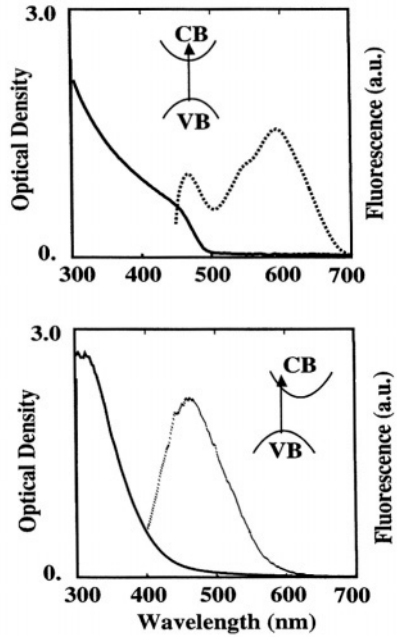 3.0
CB
VB
Optical Density
Fluorescence (a.u.)
0.
300 400 500 600 700
3.0
CB
VB
Optical Density
Fluorescence (a.u.)
0.
300 400 500 600 700
Wavelength (nm)